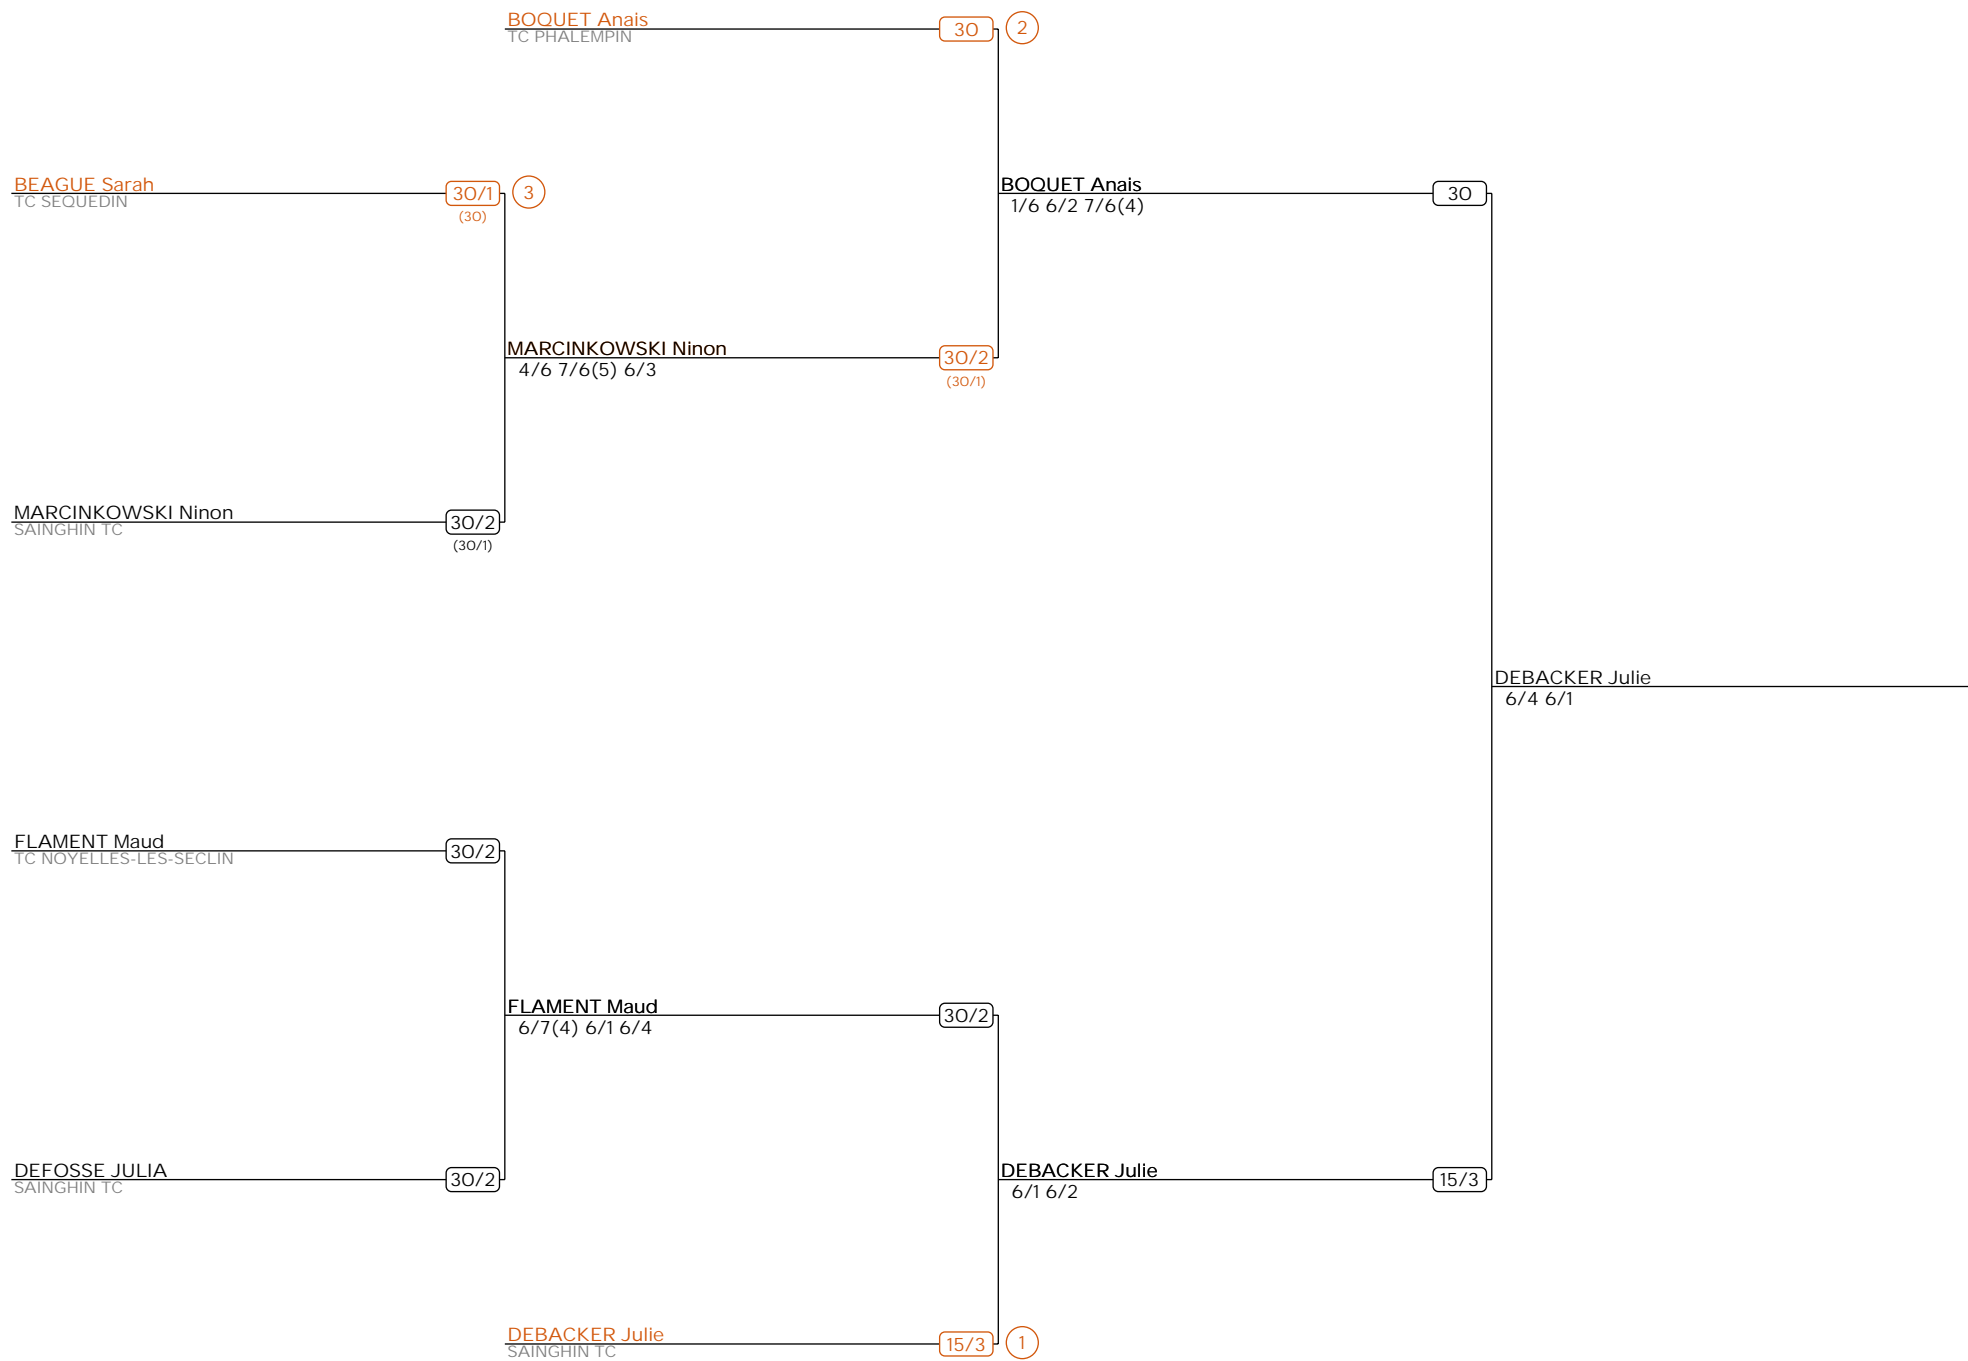 BOQUET Anais
TC PHALEMPIN
30
2
BEAGUE Sarah
TC SEQUEDIN
30/1
(30)
3
BOQUET Anais
1/6 6/2 7/6(4)
30
MARCINKOWSKI Ninon
4/6 7/6(5) 6/3
30/2
(30/1)
MARCINKOWSKI Ninon
SAINGHIN TC
30/2
(30/1)
DEBACKER Julie
6/4 6/1
FLAMENT Maud
TC NOYELLES-LES-SECLIN
30/2
FLAMENT Maud
6/7(4) 6/1 6/4
30/2
DEFOSSE JULIA
SAINGHIN TC
30/2
DEBACKER Julie
6/1 6/2
15/3
DEBACKER Julie
SAINGHIN TC
15/3
1